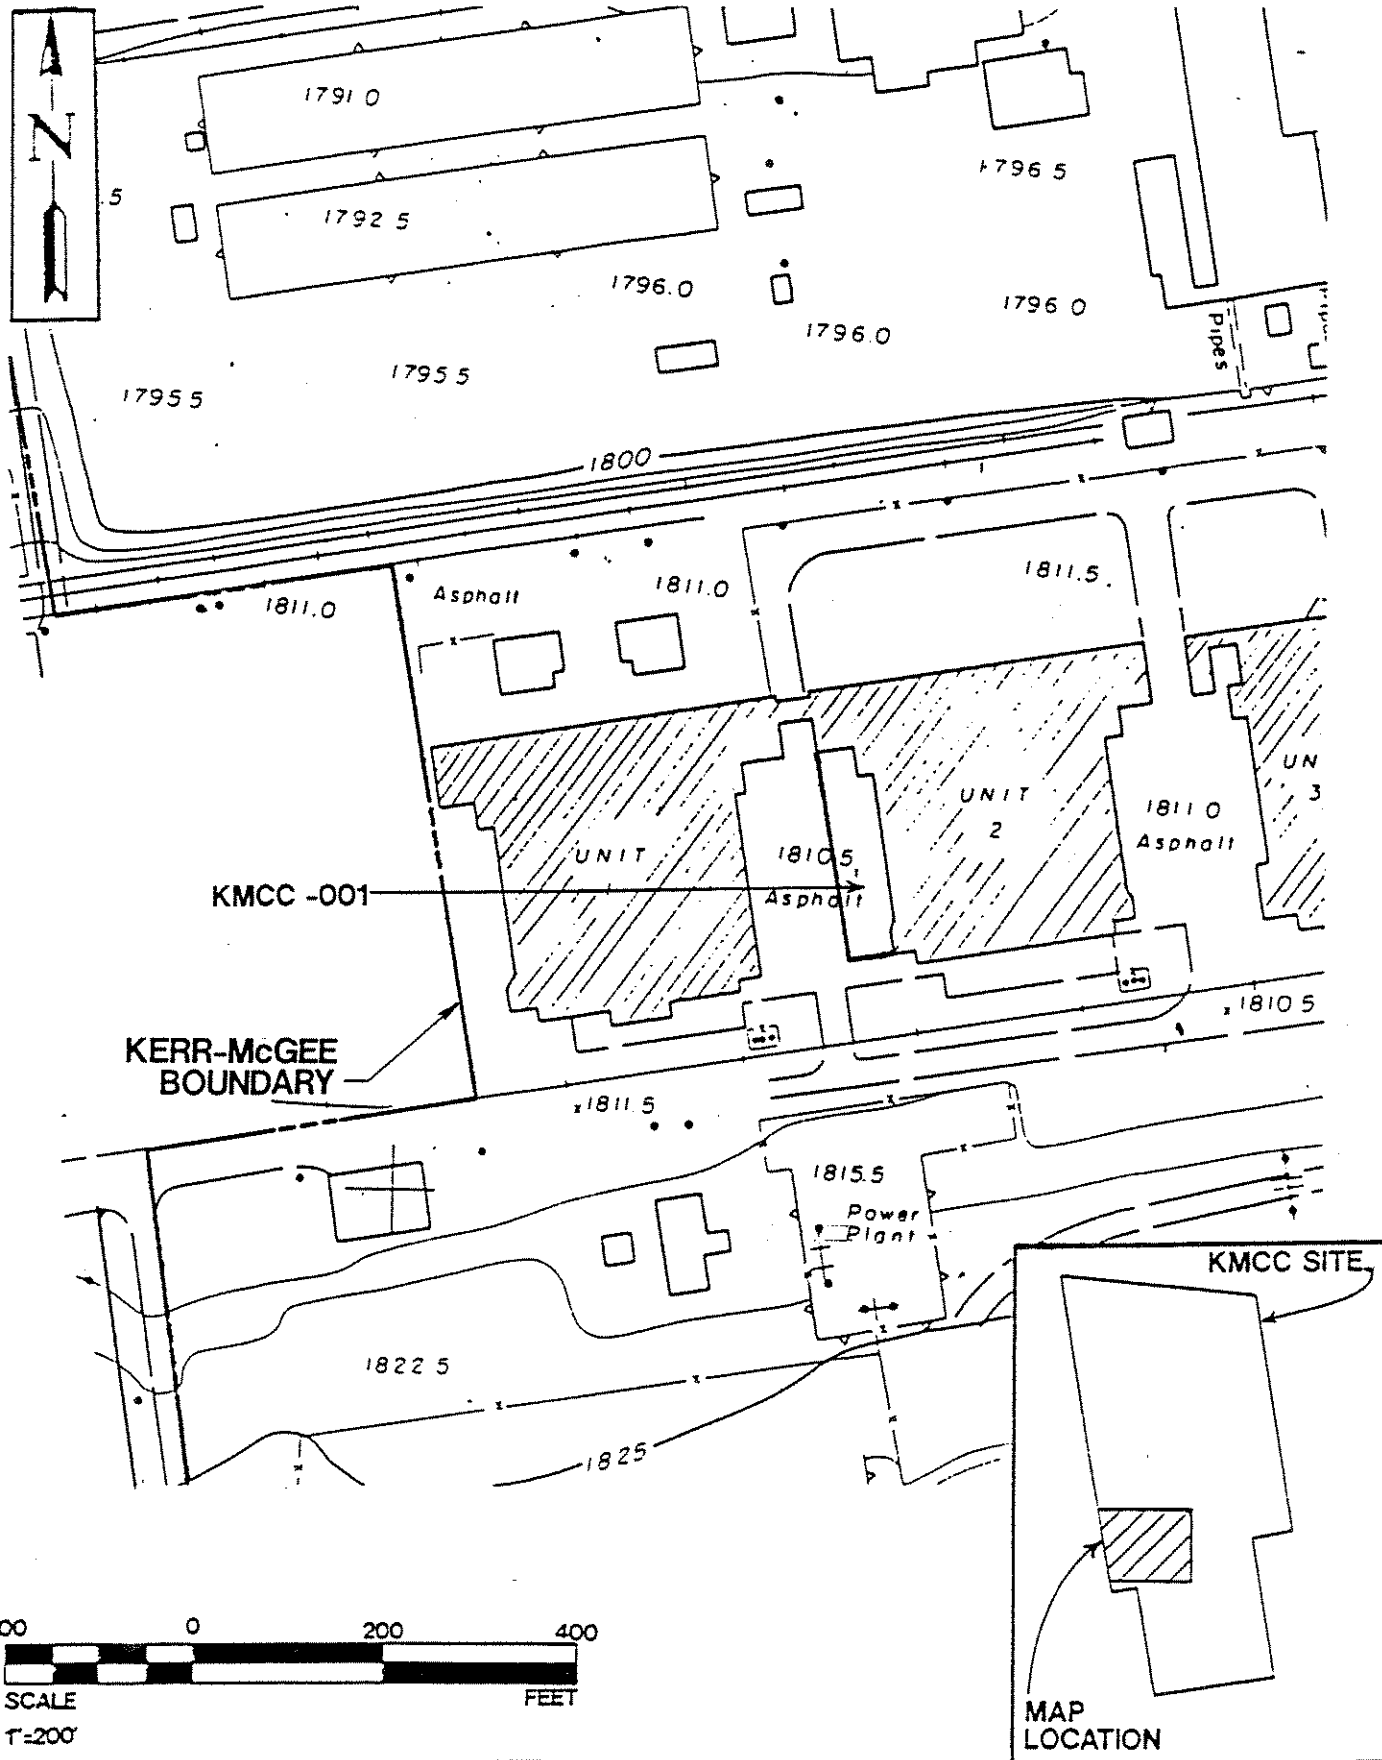 N
1791 0
5
1796 5
1792 5
1796.0
1796 0
1796.0
Pipes
1795 5
1795 5
1800
1811.5
Asphalt
1811.0
1811.0
UN
3
UNIT
2
1811 0
Asphalt
UNIT
1810 5
Asphalt
KMCC -001
1810 5
KERR-McGEE
BOUNDARY
1811.5
1815.5
Power
Plant
KMCC SITE
1822 5
1825
00 0 200 400
SCALE FEET
1"=200'
MAP
LOCATION